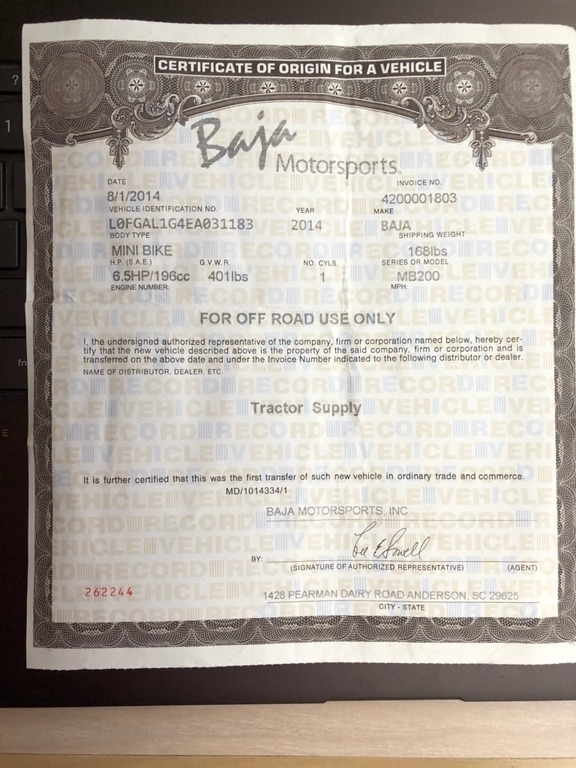 ?
1
fn
E
CERTIFICATE OF ORIGIN FOR A VEHICLE
Baja
Motorsports.
DATE INVOICE NO.
8/1/2014 4200001803
VEHICLE IDENTIFICATION NO. YEAR MAKE
L0FGAL1G4EA031183 2014 BAJA
BODY TYPE SHIPPING WEIGHT
MINI BIKE 168lbs
H.P. (S.A.E.) G.V.W.R. NO. CYLS. SERIES OR MODEL
6.5HP/196cc 401lbs 1 MB200
ENGINE NUMBER: MPH:
FOR OFF ROAD USE ONLY
I, the undersigned authorized representative of the company, firm or corporation named below, hereby cer-
tify that the new vehicle described above is the property of the said company, firm or corporation and is
transferred on the above date and under the Invoice Number indicated to the following distributor or dealer.
NAME OF DISTRIBUTOR, DEALER, ETC.
Tractor Supply
It is further certified that this was the first transfer of such new vehicle in ordinary trade and commerce.
MD/1014334/1
BAJA MOTORSPORTS, INC
BY:
(SIGNATURE OF AUTHORIZED REPRESENTATIVE) (AGENT)
262244
1428 PEARMAN DAIRY ROAD ANDERSON, SC 29625
CITY - STATE